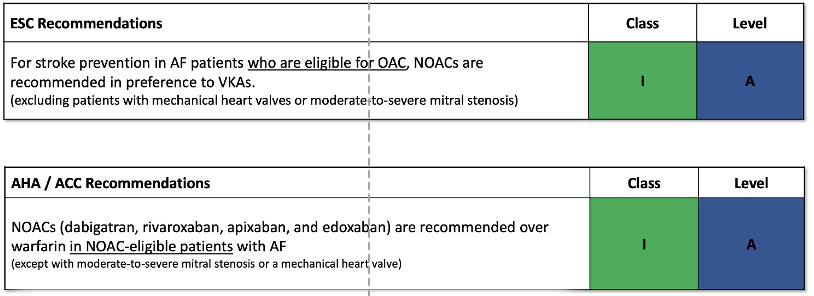 ESC Recommendations Class Level
For stroke prevention in AF patients who are eligible for OAC, NOACs are
recommended in preference to VKAs.
(excluding patients with mechanical heart valves or moderate-to-severe mitral stenosis)
I A
AHA / ACC Recommendations Class Level
NOACs (dabigatran, rivaroxaban, apixaban, and edoxaban) are recommended over
warfarin in NOAC-eligible patients with AF
(except with moderate-to-severe mitral stenosis or a mechanical heart valve)
I A